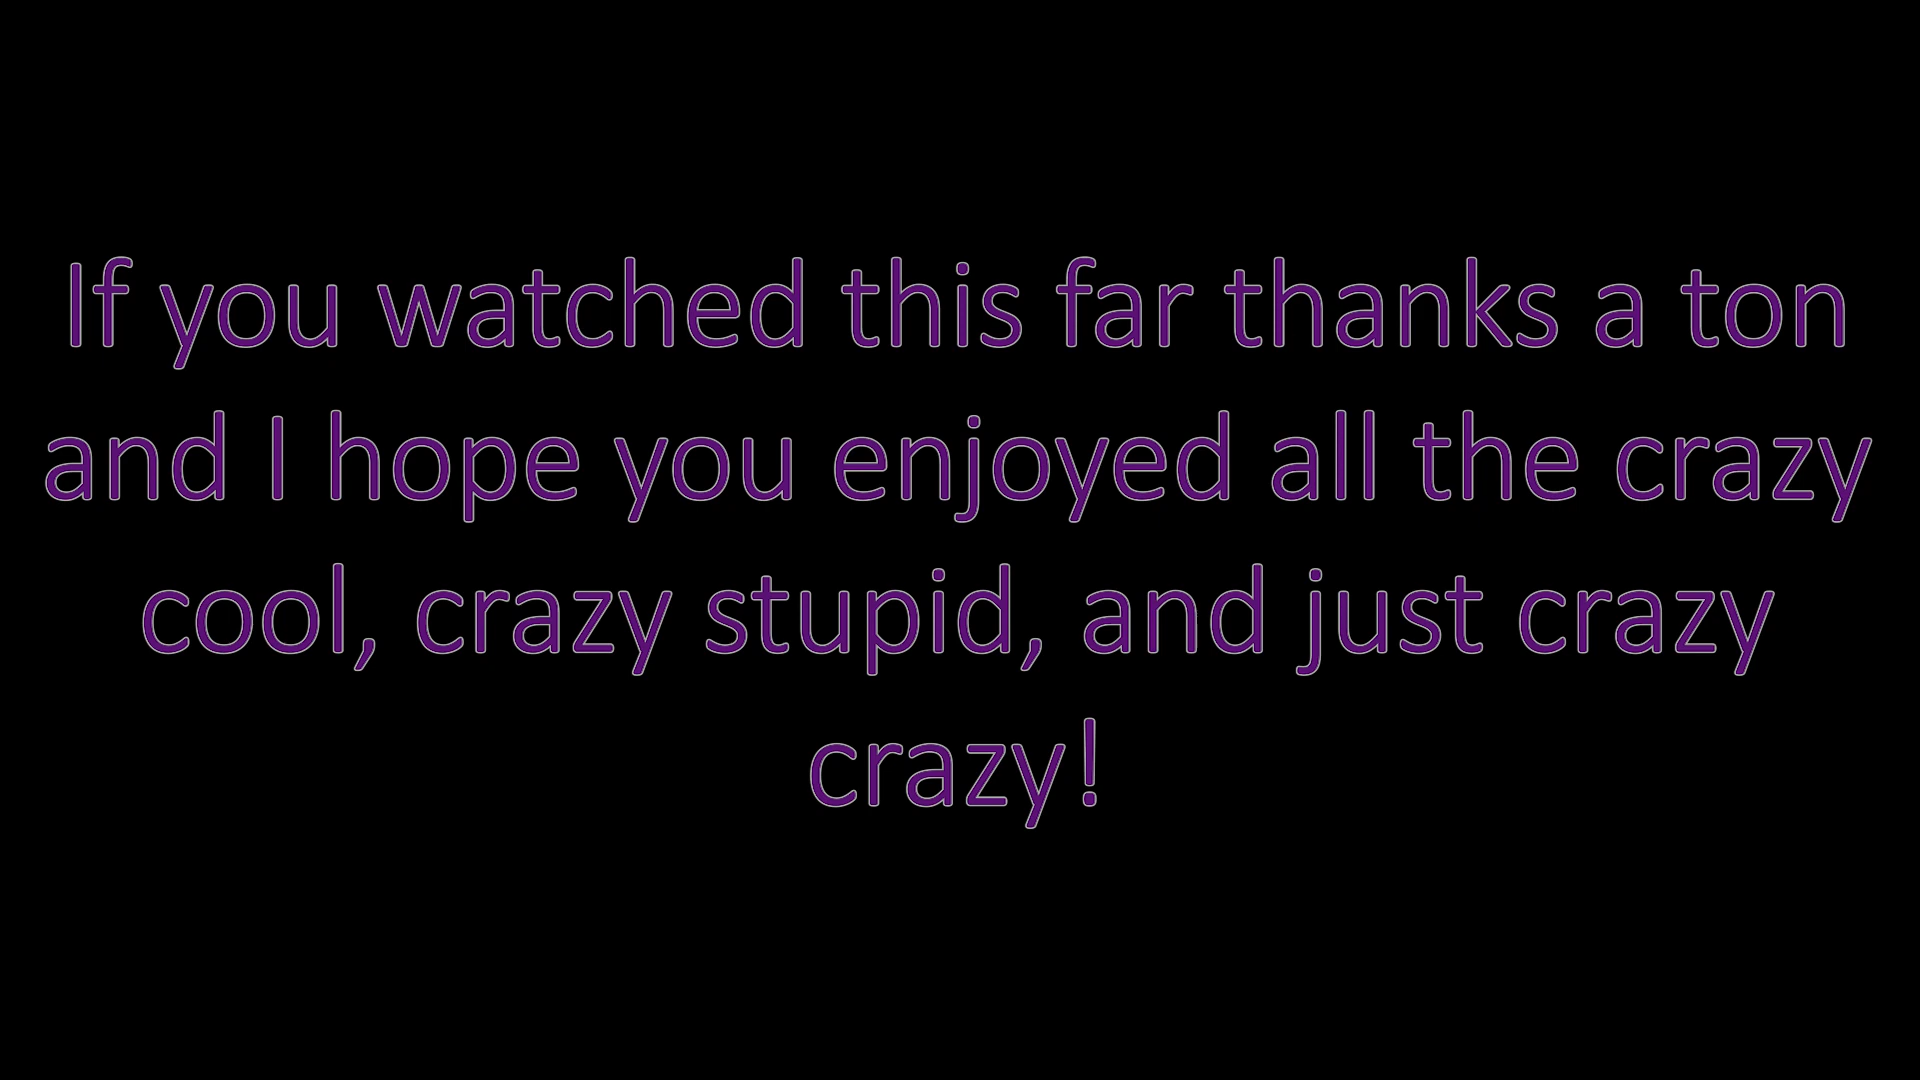 If you watched this far thanks a ton
and I hope you enjoyed all the crazy
cool, crazy stupid, and just crazy
crazy!